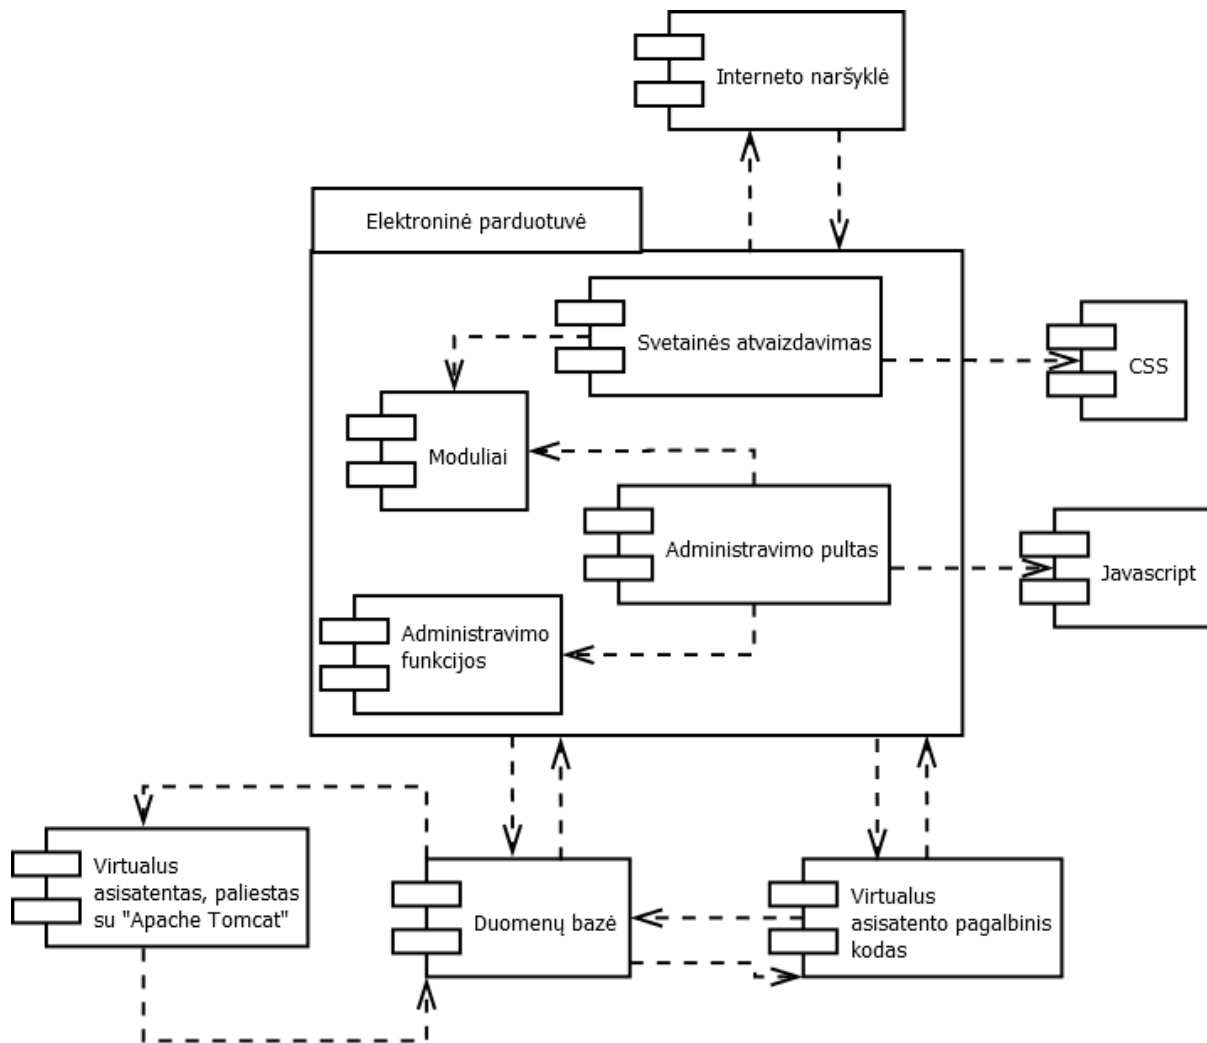 Interneto naršyklė
Elektroninė parduotuvė
Svetainės atvaizdavimas
CSS
Moduliai
Administravimo pultas
Javascript
Administravimo
funkcijos
Virtualus
asisatentas, paliestas
su "Apache Tomcat"
Duomenų bazė
Virtualus
asisatento pagalbinis
kodas